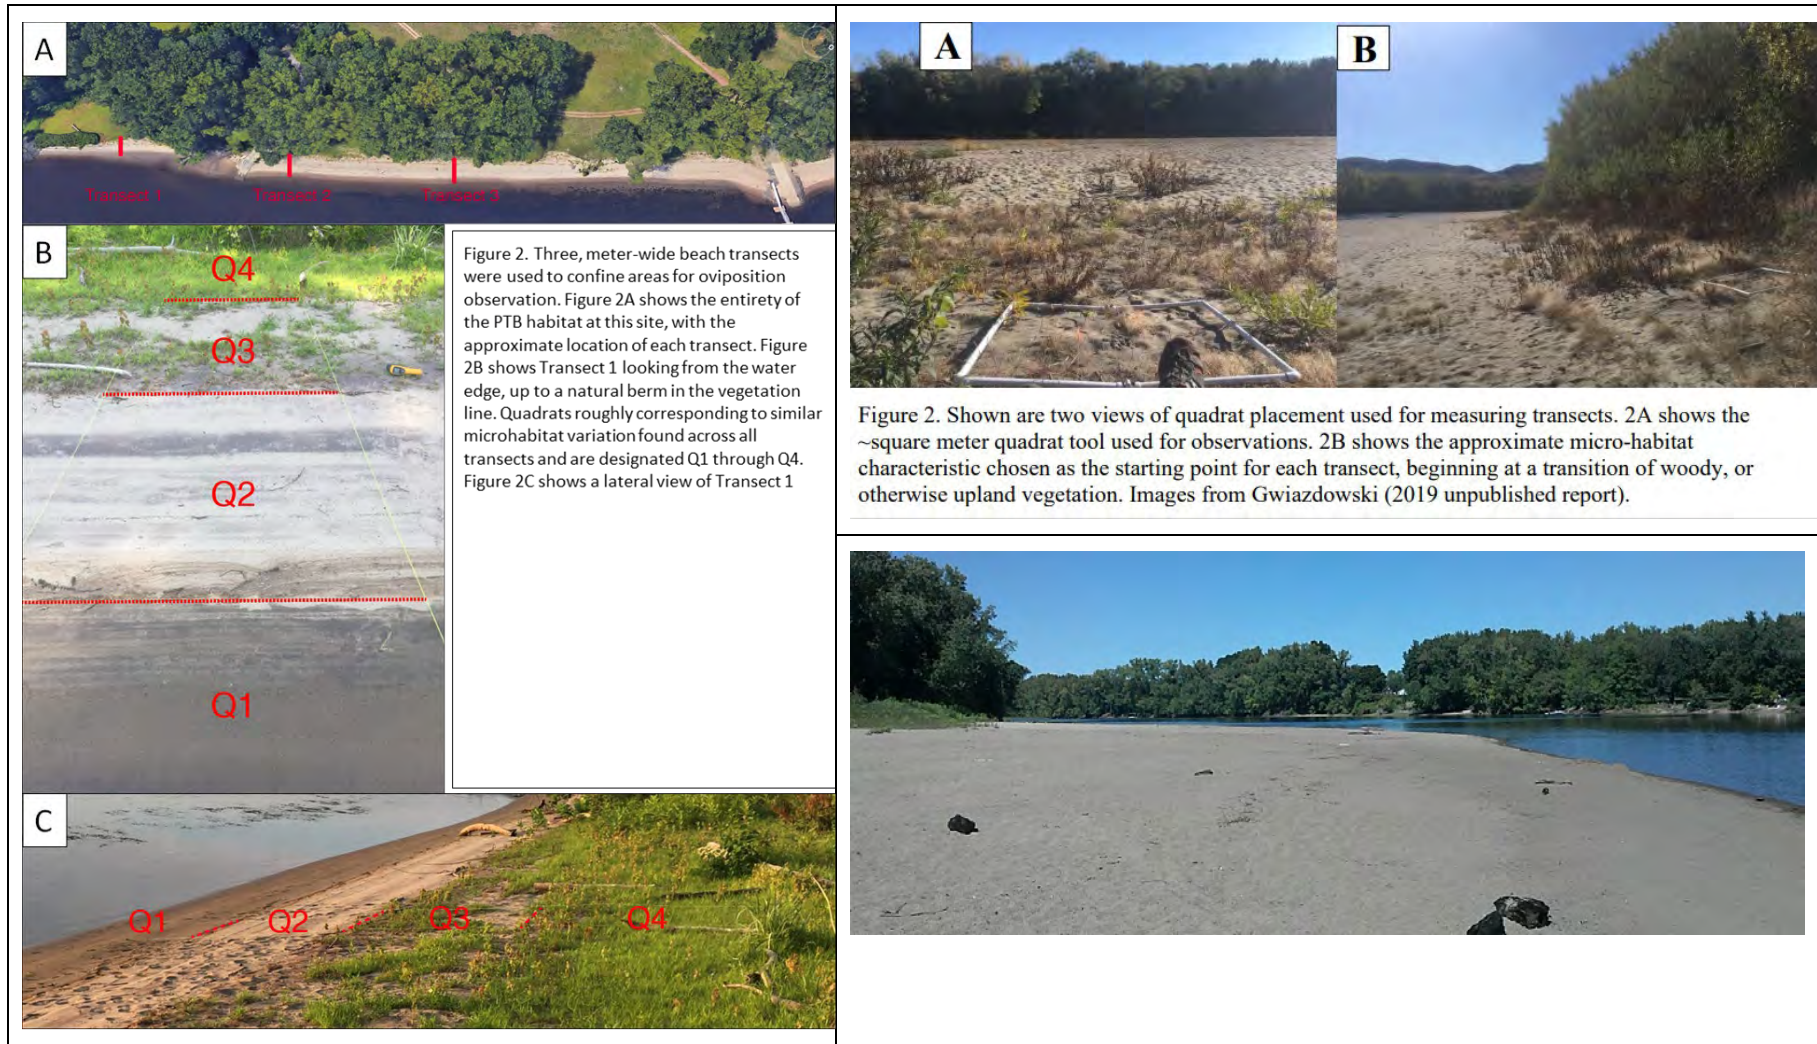 A
Transect 1
Transect 2
Transect 3
B
Q4
Q3
Q2
Q1
Figure 2. Three, meter-wide beach transects
were used to confine areas for oviposition
observation. Figure 2A shows the entirety of
the PTB habitat at this site, with the
approximate location of each transect. Figure
2B shows Transect 1 looking from the water
edge, up to a natural berm in the vegetation
line. Quadrats roughly corresponding to similar
microhabitat variation found across all
transects and are designated Q1 through Q4.
Figure 2C shows a lateral view of Transect 1
C
Q1
Q2
Q3
Q4
A
B
Figure 2. Shown are two views of quadrat placement used for measuring transects. 2A shows the
~square meter quadrat tool used for observations. 2B shows the approximate micro-habitat
characteristic chosen as the starting point for each transect, beginning at a transition of woody, or
otherwise upland vegetation. Images from Gwiazdowski (2019 unpublished report).